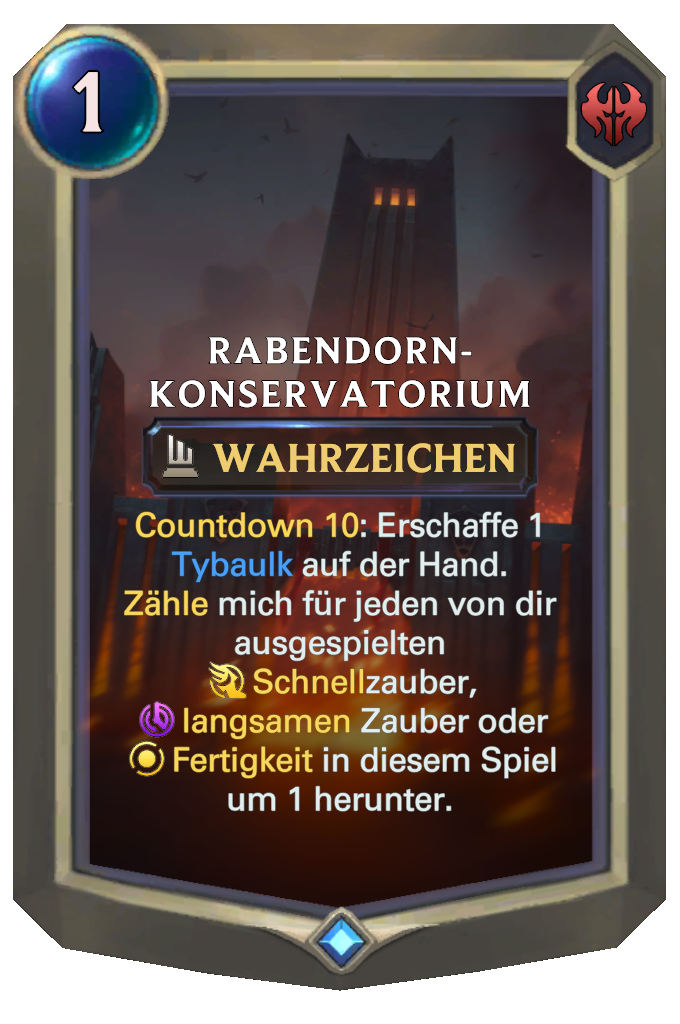 1
RABENDORN-
KONSERVATORIUM
WAHRZEICHEN
Countdown 10: Erschaffe 1
Tybaulk auf der Hand.
Zähle mich für jeden von dir
ausgespielten
Schnellzauber,
langsamen Zauber oder
Fertigkeit in diesem Spiel
um 1 herunter.